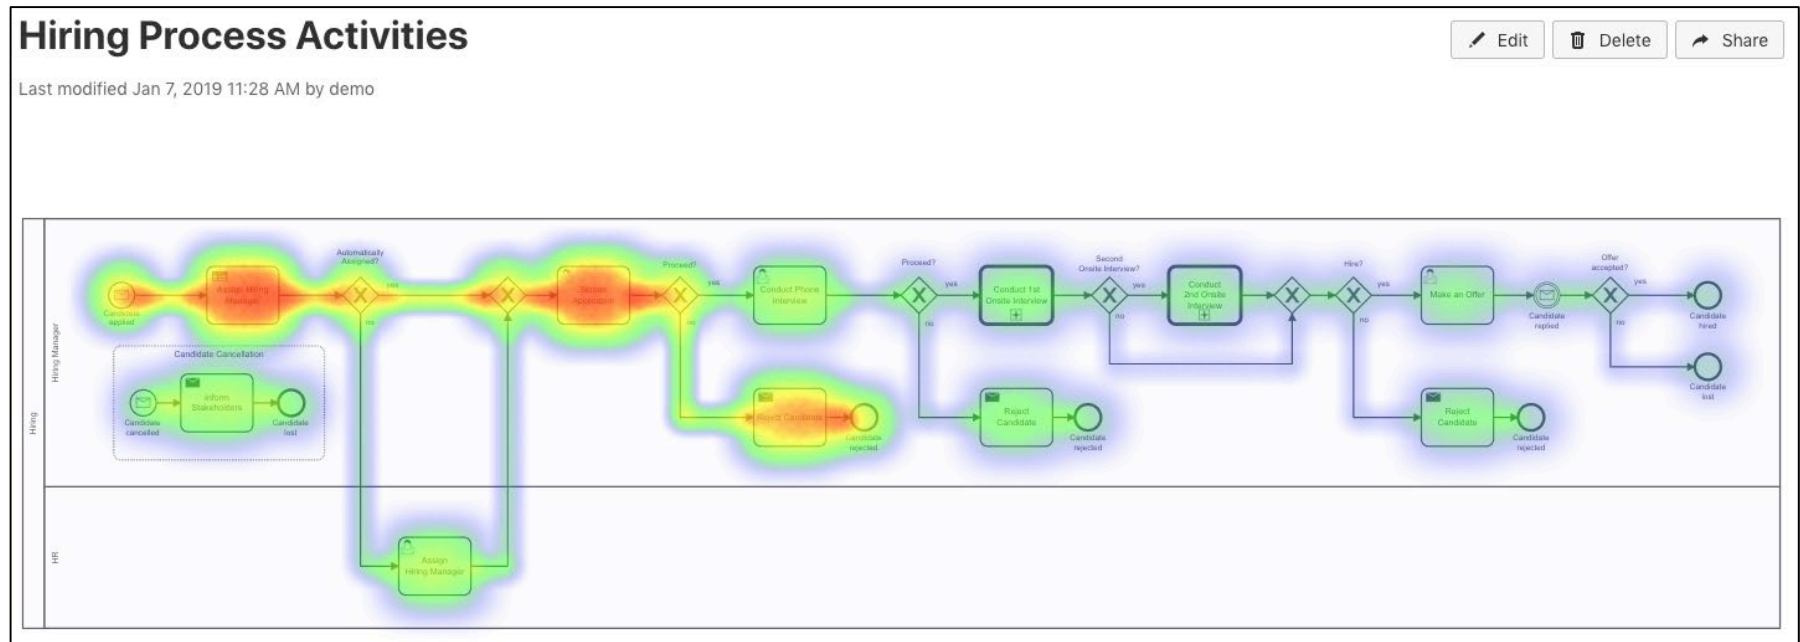 Hiring Process Activities
Edit
Delete
Share
Last modified Jan 7, 2019 11:28 AM by demo
Hiring
Hiring Manager
HR
Candidate
applied
Assign Hiring
Manager
Automatically
Assigned?
yes
no
Screen
Application
Proceed?
yes
no
Conduct Phone
Interview
Proceed?
yes
no
Conduct 1st
Onsite Interview
Second
Onsite Interview?
yes
no
Conduct
2nd Onsite
Interview
Hire?
yes
no
Make an Offer
Candidate
replied
Offer
accepted?
yes
no
Candidate
hired
Candidate
lost
Candidate Cancellation
Candidate
cancelled
Inform
Stakeholders
Candidate
lost
Reject Candidate
Candidate
rejected
Reject
Candidate
Candidate
rejected
Reject
Candidate
Candidate
rejected
Assign
Hiring Manager